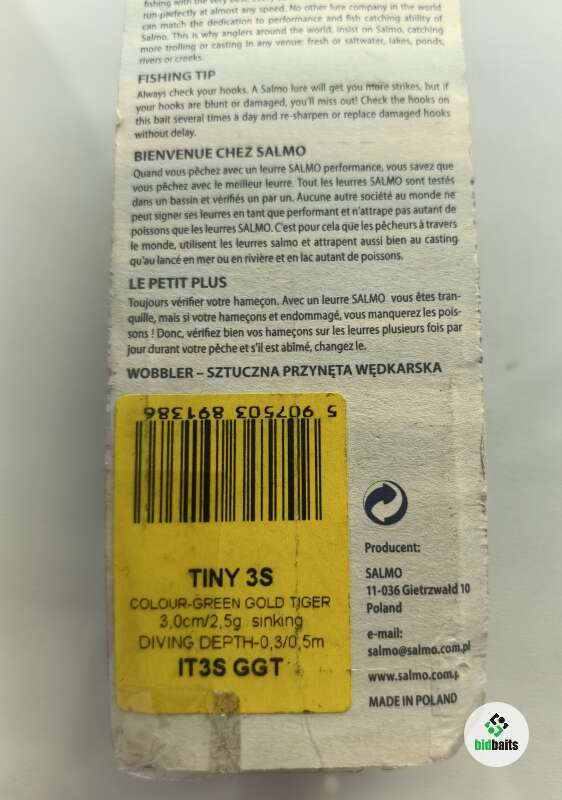 fishing with the very best. Every
run perfectly at almost any speed. No other lure company in the world
can match the dedication to performance and fish catching ability of
Salmo. This is why anglers around the world, insist on Salmo, catching
more trolling or casting in any venue: fresh or saltwater, lakes, ponds,
rivers or creeks.
FISHING TIP
Always check your hooks. A Salmo lure will get you more strikes, but if
your hooks are blunt or damaged, you'll miss out! Check the hooks on
this bait several times a day and re-sharpen or replace damaged hooks
without delay.
BIENVENUE CHEZ SALMO
Quand vous pêchez avec un leurre SALMO performance, vous savez que
vous pêchez avec le meilleur leurre. Tout les leurres SALMO sont testés
dans un bassin et vérifiés un par un. Aucune autre société au monde ne
peut signer ses leurres en tant que performant et n'attrape pas autant de
poissons que les leurres SALMO. C'est pour cela que les pêcheurs à travers
le monde, utilisent les leurres salmo et attrapent aussi bien au casting
qu'au lancé en mer ou en rivière et en lac autant de poissons.
LE PETIT PLUS
Toujours vérifier votre hameçon. Avec un leurre SALMO vous êtes tran-
quille, mais si votre hameçons et endommagé, vous manquerez les pois-
sons ! Donc, vérifiez bien vos hameçons sur les leurres plusieurs fois par
jour durant votre pêche et s'il est abîmé, changez le.
WOBBLER – SZTUCZNA PRZYNĘTA WĘDKARSKA
5 907503 891386
TINY 3S
COLOUR-GREEN GOLD TIGER
3,0cm/2,5g sinking
DIVING DEPTH-0,3/0,5m
IT3S GGT
Producent:
SALMO
11-036 Gietrzwałd 10
Poland
e-mail:
salmo@salmo.com.pl
www.salmo.com.p
MADE IN POLAND
bidbaits